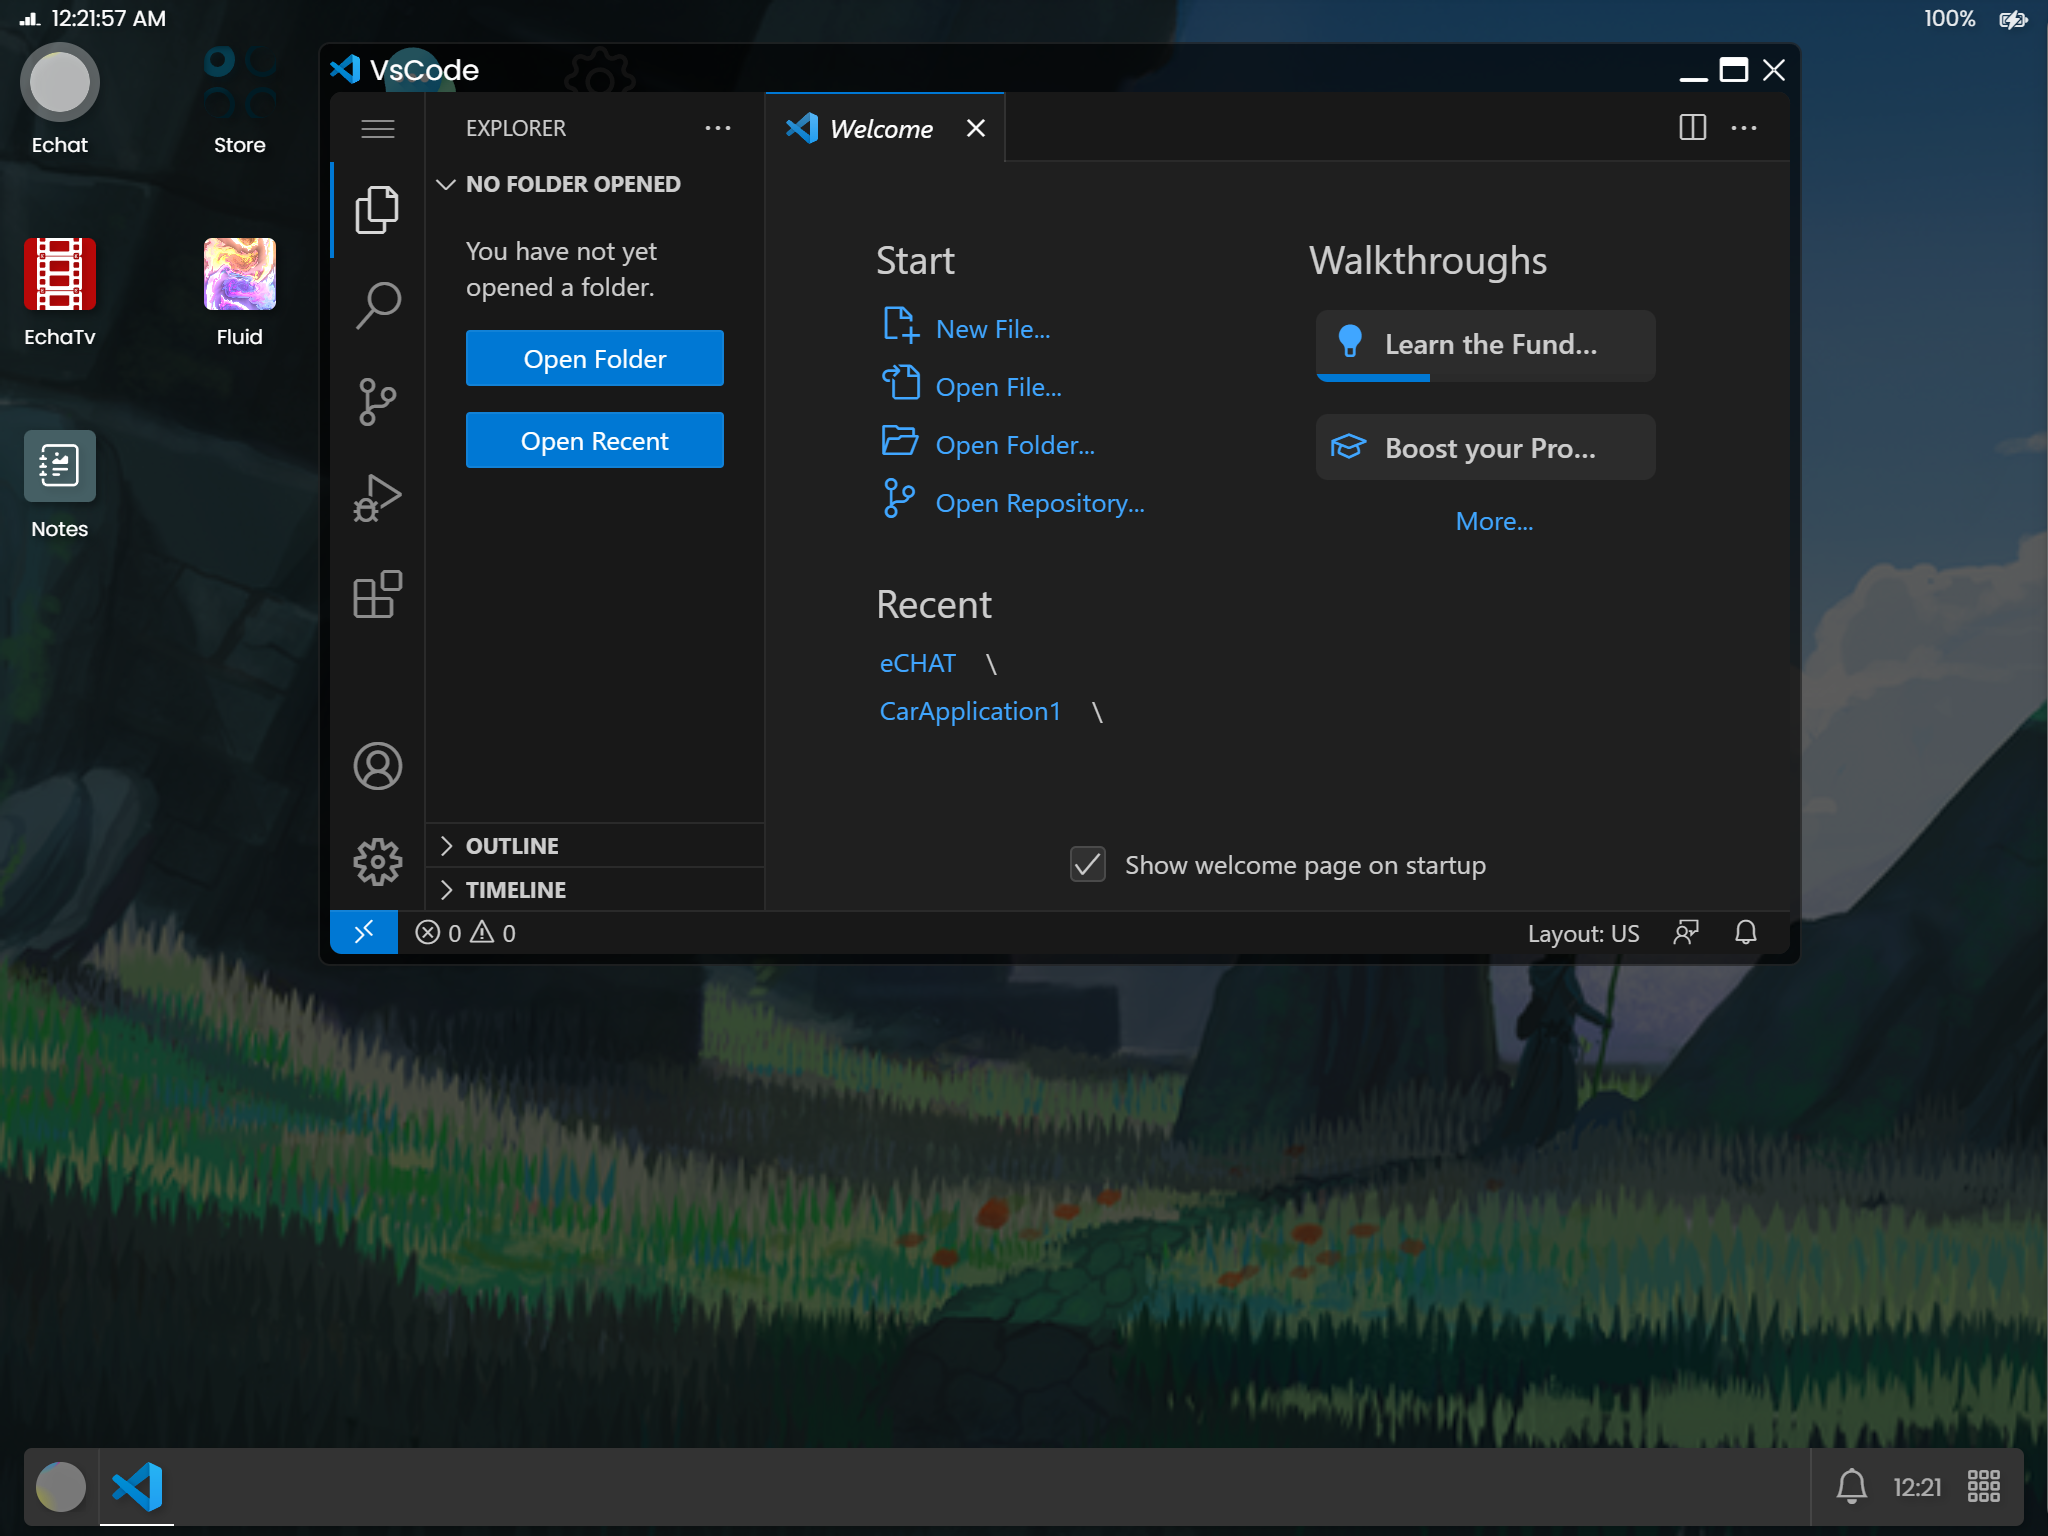 12:21:57 AM
100%
Echat
Store
EchaTv
Fluid
Notes
VsCode
EXPLORER
NO FOLDER OPENED
You have not yet
opened a folder.
Open Folder
Open Recent
OUTLINE
TIMELINE
Welcome
Start
New File...
Open File...
Open Folder...
Open Repository...
Recent
eCHAT \
CarApplication1 \
Walkthroughs
Learn the Fund...
Boost your Pro...
More...
Show welcome page on startup
0 0
Layout: US
12:21